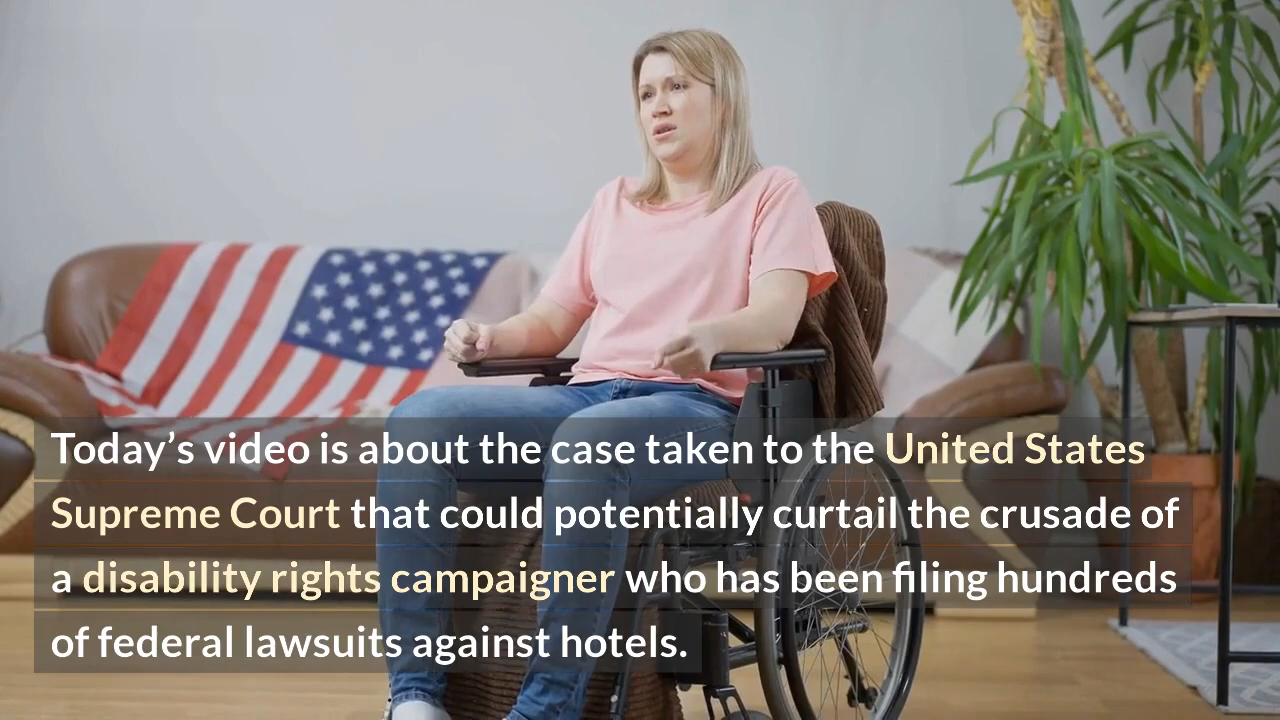 Today’s video is about the case taken to the United States
Supreme Court that could potentially curtail the crusade of
a disability rights campaigner who has been filing hundreds
of federal lawsuits against hotels.